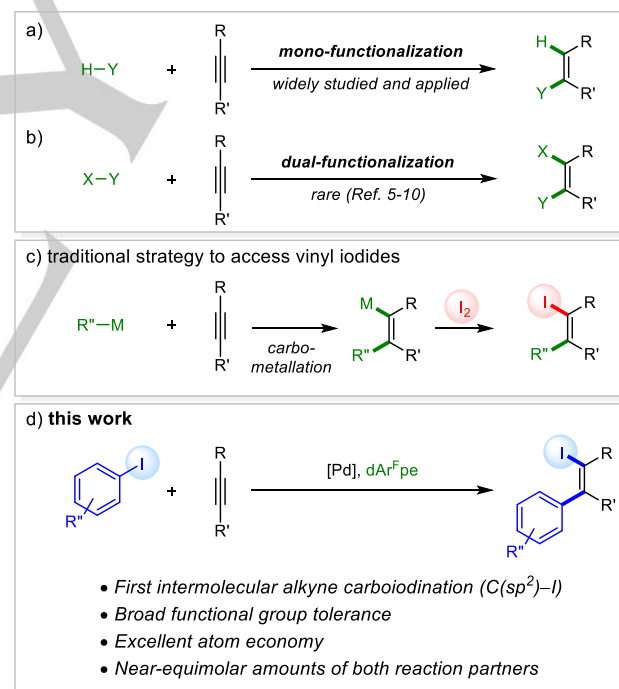 a)
H–Y + R R' mono-functionalization H R Y R'
widely studied and applied
b)
X–Y + R R' dual-functionalization X R Y R'
rare (Ref. 5-10)
c) traditional strategy to access vinyl iodides
R"–M + R R' carbo-
metallation
M R R" R' I₂ I R R" R'
d) this work
I R" + R R' [Pd], dArᶠpe I R R' R"
• First intermolecular alkyne carboiodination (C(sp²)–I)
• Broad functional group tolerance
• Excellent atom economy
• Near-equimolar amounts of both reaction partners